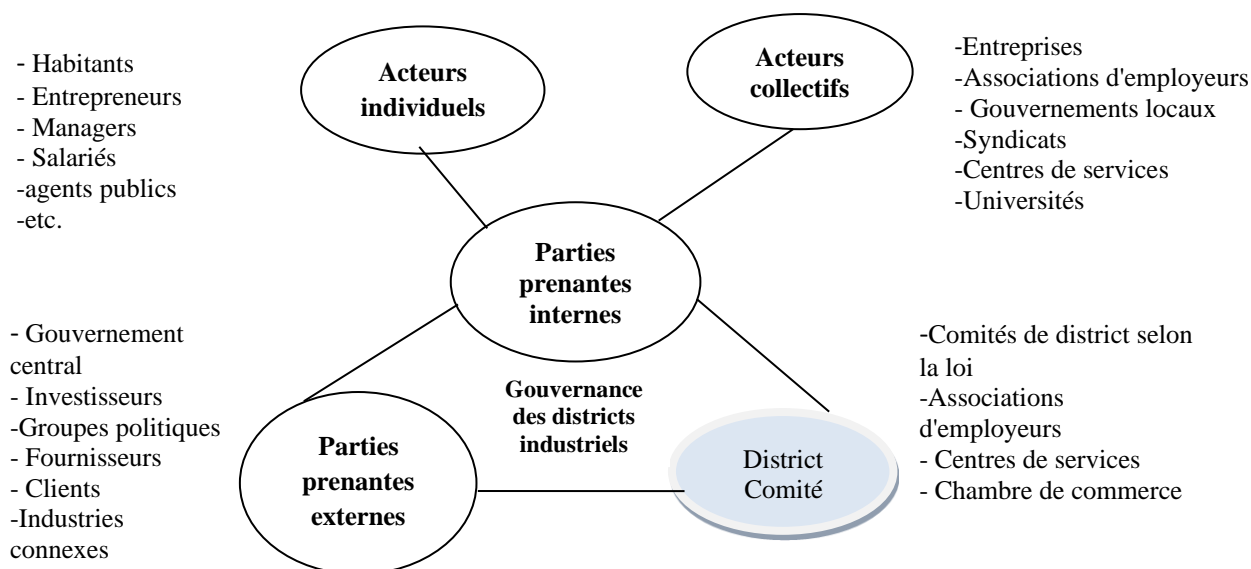 - Habitants
- Entrepreneurs
- Managers
- Salariés
-agents publics
-etc.
Acteurs
individuels
Acteurs
collectifs
-Entreprises
-Associations d'employeurs
- Gouvernements locaux
-Syndicats
-Centres de services
-Universités
Parties
prenantes
internes
- Gouvernement
central
- Investisseurs
-Groupes politiques
- Fournisseurs
- Clients
-Industries
connexes
Parties
prenantes
externes
Gouvernance
des districts
industriels
District
Comité
-Comités de district selon
la loi
-Associations
d'employeurs
- Centres de services
- Chambre de commerce